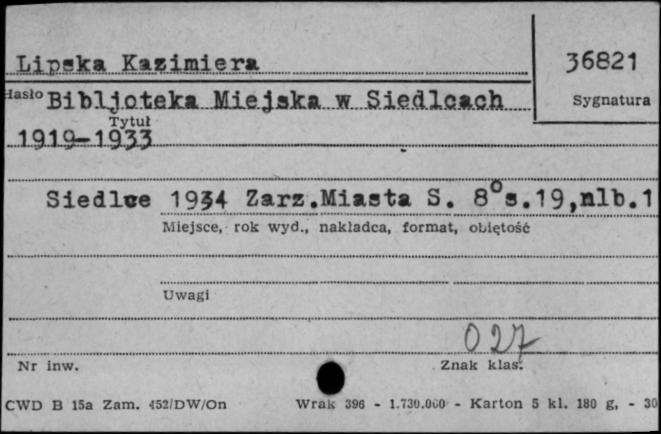 Lipska Kazimiera
36821
Hasło Bibljoteka Miejska w Siedlcach
Sygnatura
Tytuł
1919-1933
Siedlce 1934 Zarz.Miasta S. 8°s.19,nlb.1
Miejsce, rok wyd., nakładca, format, objętość
Uwagi
027
Nr inw.
Znak klas.
CWD B 15a Zam. 452/DW/On Wrak 396 - 1.730.000 - Karton 5 kl. 180 g, - 30